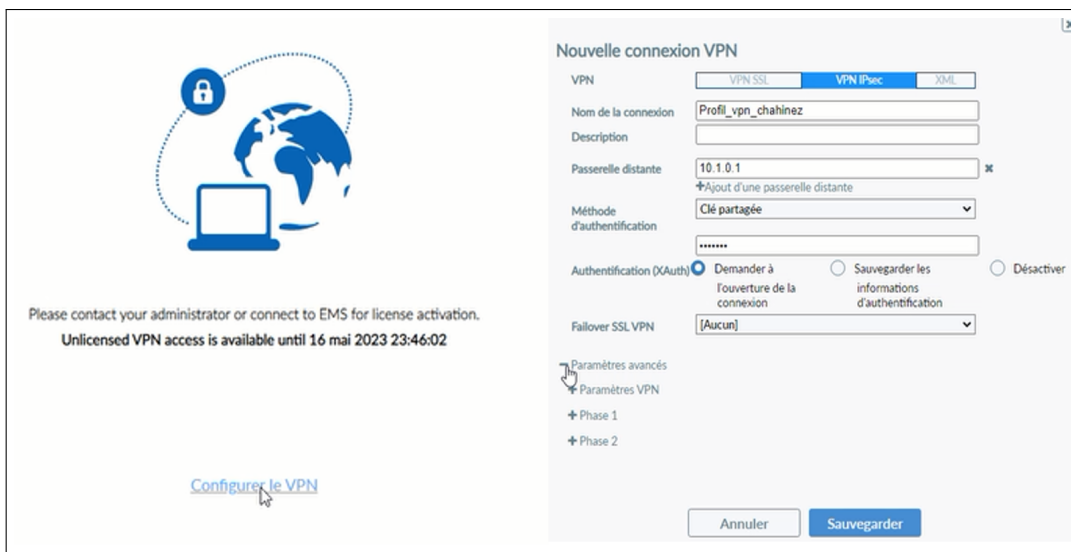 Please contact your administrator or connect to EMS for license activation.
Unlicensed VPN access is available until 16 mai 2023 23:46:02
Configurer le VPN
Nouvelle connexion VPN
VPN
VPN SSL
VPN IPsec
XML
Nom de la connexion
Profil_vpn_chahinez
Description
Passerelle distante
10.1.0.1
+Ajout d'une passerelle distante
Méthode
d'authentification
Clé partagée
•••••••
Authentification (XAuth)
Demander à
l'ouverture de la
connexion
Sauvegarder les
informations
d'authentification
Désactiver
Failover SSL VPN
[Aucun]
Paramètres avancés
+ Paramètres VPN
+ Phase 1
+ Phase 2
Annuler
Sauvegarder